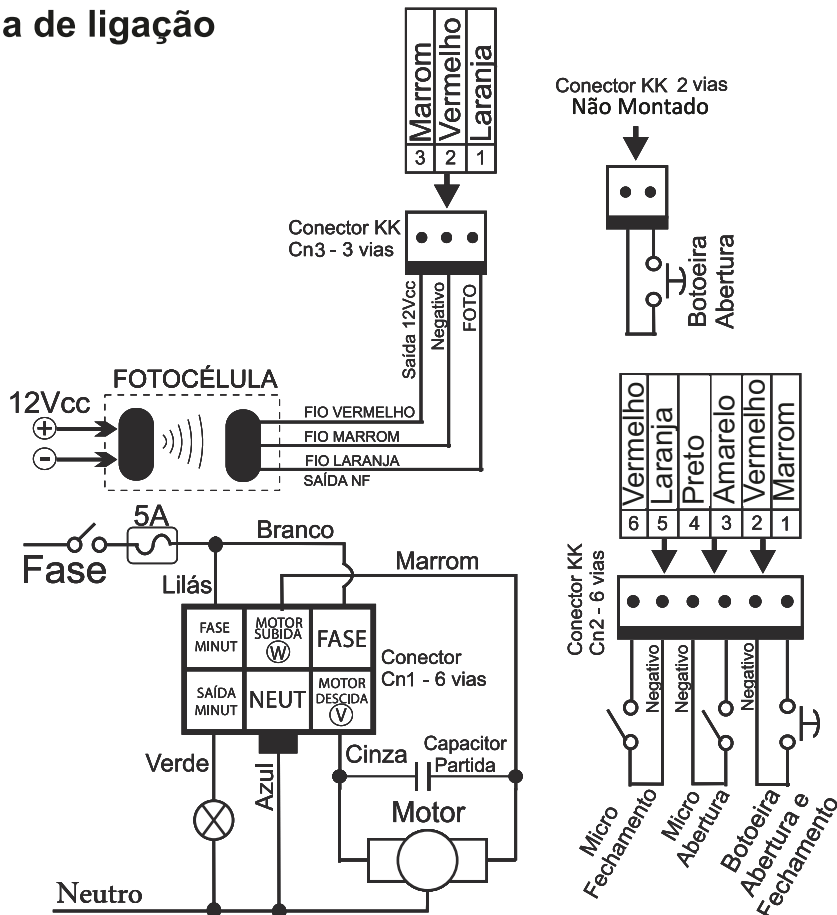 a de ligação
Marrom
Vermelho
Laranja
3
2
1
Conector KK
Cn3 - 3 vias
Saída 12Vcc
Negativo
FOTO
Conector KK 2 vias
Não Montado
Botoeira
Abertura
FOTOCÉLULA
12Vcc
+
-
FIO VERMELHO
FIO MARROM
FIO LARANJA
SAÍDA NF
Vermelho
Laranja
Preto
Amarelo
Vermelho
Marrom
6
5
4
3
2
1
Conector KK
Cn2 - 6 vias
Negativo
Negativo
Negativo
Micro
Fechamento
Micro
Abertura
Botoeira
Abertura e
Fechamento
5A
Fase
Branco
Lilás
Marrom
FASE
MINUT
MOTOR
SUBIDA
W
FASE
SAÍDA
MINUT
NEUT
MOTOR
DESCIDA
V
Conector
Cn1 - 6 vias
Verde
Azul
Cinza
Capacitor
Partida
Motor
Neutro